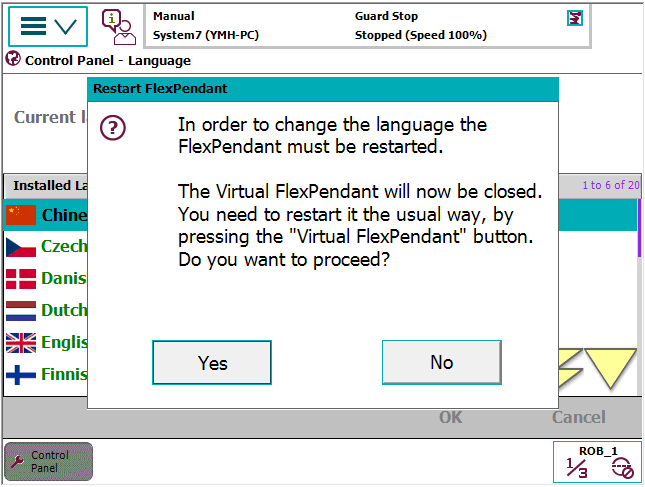 Manual
System7 (YMH-PC)
Guard Stop
Stopped (Speed 100%)
Control Panel - Language
Restart FlexPendant
Current l
In order to change the language the
FlexPendant must be restarted.
The Virtual FlexPendant will now be closed.
You need to restart it the usual way, by
pressing the "Virtual FlexPendant" button.
Do you want to proceed?
Installed La
1 to 6 of 20
Chine
Czech
Danis
Dutch
Englis
Finnis
Yes
No
OK
Cancel
Control
Panel
ROB_1
1/3